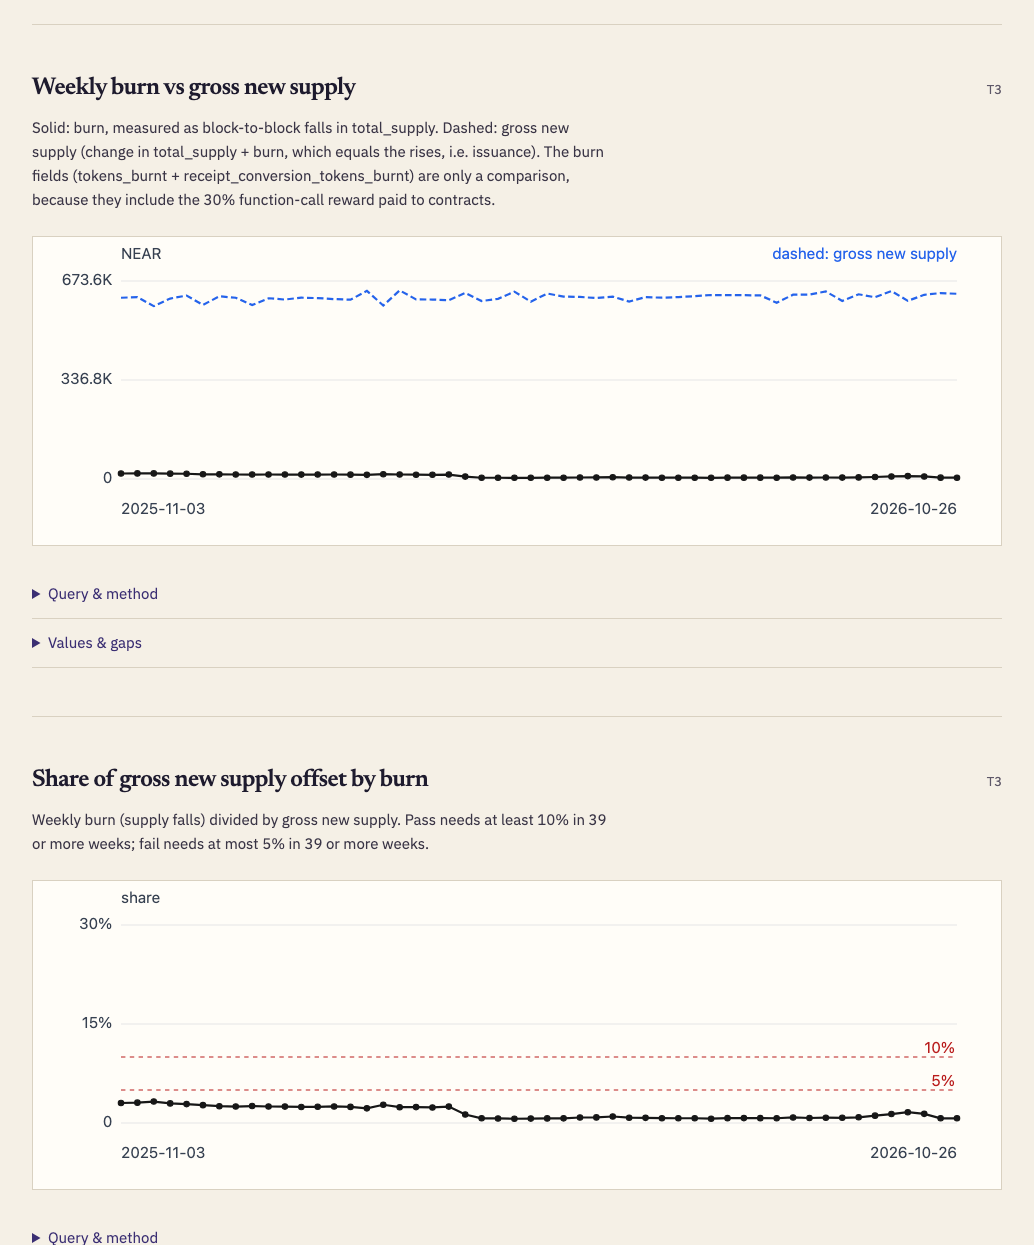 Weekly burn vs gross new supply
T3
Solid: burn, measured as block-to-block falls in total_supply. Dashed: gross new
supply (change in total_supply + burn, which equals the rises, i.e. issuance). The burn
fields (tokens_burnt + receipt_conversion_tokens_burnt) are only a comparison,
because they include the 30% function-call reward paid to contracts.
NEAR
dashed: gross new supply
673.6K
336.8K
0
2025-11-03
2026-10-26
Query & method
Values & gaps
Share of gross new supply offset by burn
T3
Weekly burn (supply falls) divided by gross new supply. Pass needs at least 10% in 39
or more weeks; fail needs at most 5% in 39 or more weeks.
share
30%
15%
10%
5%
0
2025-11-03
2026-10-26
Query & method